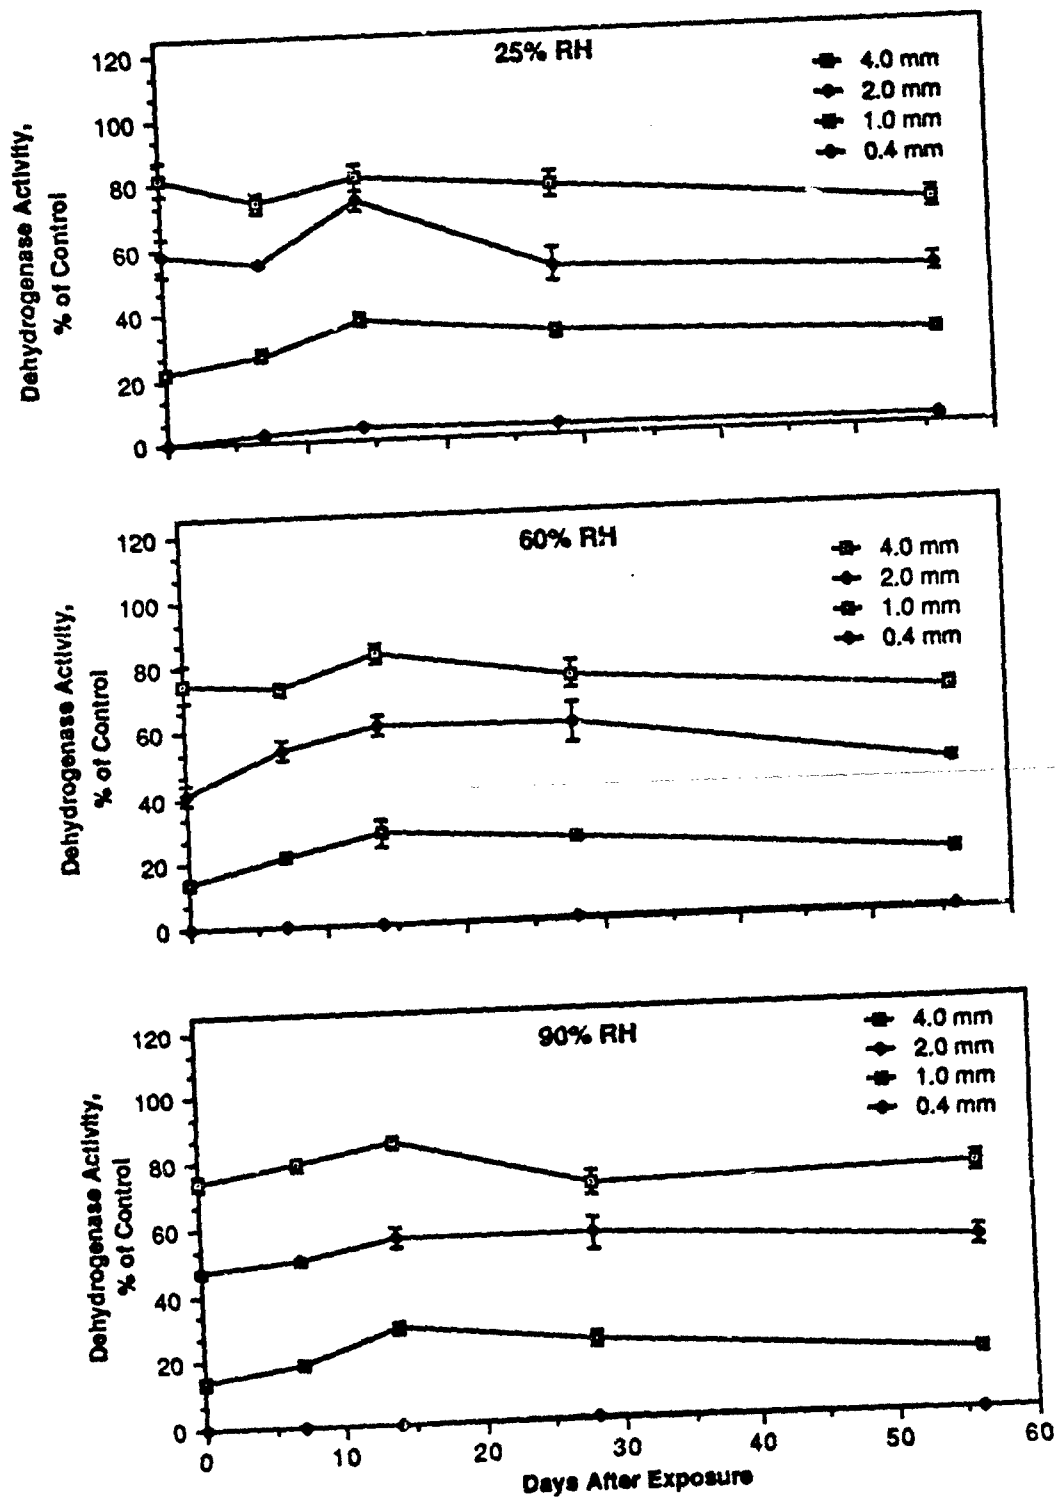 25% RH
4.0 mm
2.0 mm
1.0 mm
0.4 mm
Dehydrogenase Activity,
% of Control
120
100
80
60
40
20
0
60% RH
4.0 mm
2.0 mm
1.0 mm
0.4 mm
Dehydrogenase Activity,
% of Control
120
100
80
60
40
20
0
90% RH
4.0 mm
2.0 mm
1.0 mm
0.4 mm
Dehydrogenase Activity,
% of Control
120
100
80
60
40
20
0
0 10 20 30 40 50 60
Days After Exposure